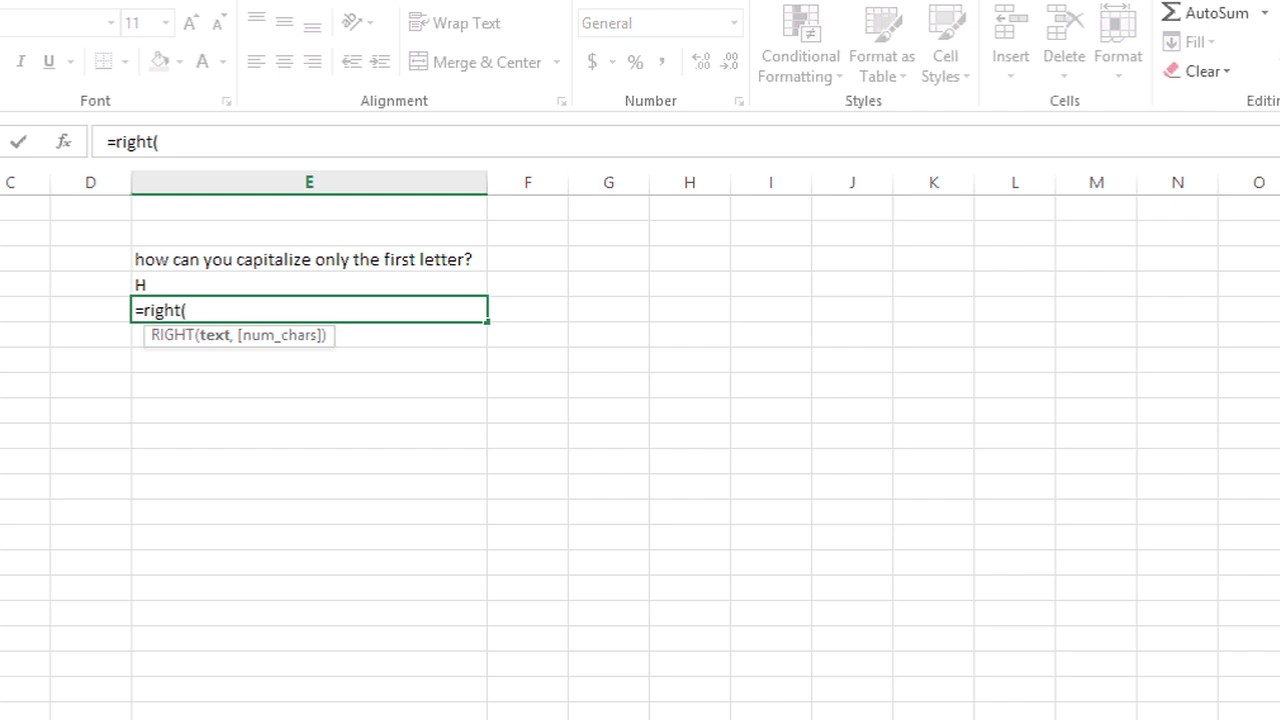 11 A A Wrap Text General AutoSum
I U A Merge & Center $ % , .00 .00 Conditional Formatting Format as Table Cell Styles Insert Delete Format Fill
Clear
Font Alignment Number Styles Cells Editin
fx =right(
C D E F G H I J K L M N O
how can you capitalize only the first letter?
H
=right(
RIGHT(text, [num_chars])